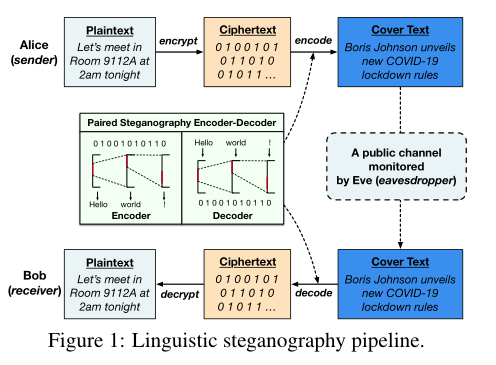 Alice
(sender)
Plaintext
Let's meet in
Room 9112A at
2am tonight
encrypt
Ciphertext
0 1 0 0 1 0 1
0 1 1 0 1 0
0 1 0 1 1 ...
encode
Cover Text
Boris Johnson unveils
new COVID-19
lockdown rules
Paired Steganography Encoder-Decoder
0 1 0 0 1 0 1 0 1 1 0
Hello world !
Encoder
Hello world !
0 1 0 0 1 0 1 0 1 1 0
Decoder
A public channel
monitored
by Eve (eavesdropper)
Bob
(receiver)
Plaintext
Let's meet in
Room 9112A at
2am tonight
decrypt
Ciphertext
0 1 0 0 1 0 1
0 1 1 0 1 0
0 1 0 1 1 ...
decode
Cover Text
Boris Johnson unveils
new COVID-19
lockdown rules
Figure 1: Linguistic steganography pipeline.